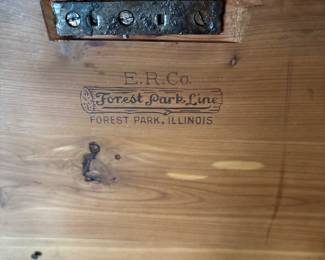 E.R.Co.
Forest Park Line
FOREST PARK, ILLINOIS